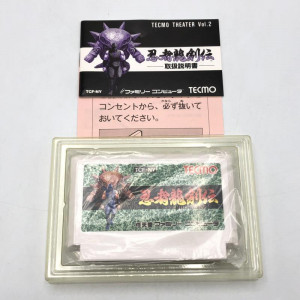 TECMO THEATER Vol.2
忍者龍剣伝
取扱説明書
TCF-NY
ファミリーコンピュータ
TECMO
コンセントから、必ず抜いて
おいてください。
TECMO
忍者龍剣伝